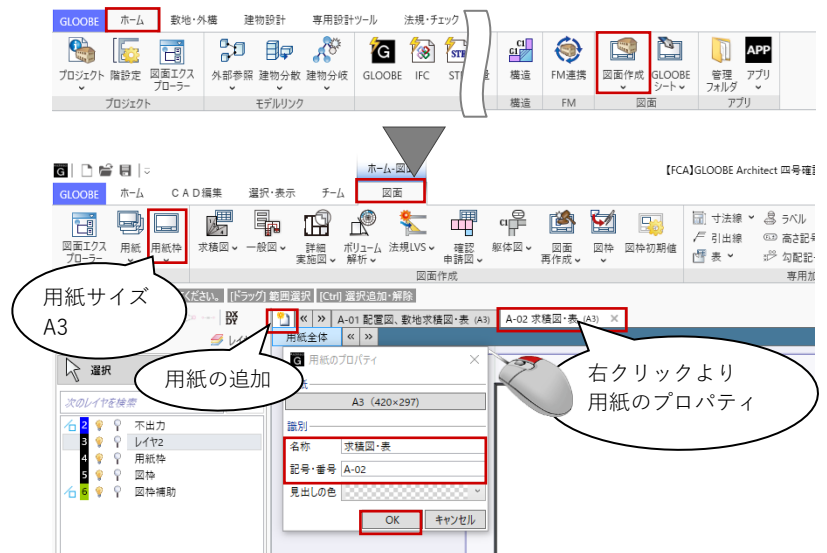 GLOOBE ホーム 敷地・外構 建物設計 専用設計ツール 法規・チェック
プロジェクト 階設定 図面エクスプローラー 外部参照 建物分散 建物分岐 GLOOBE IFC 構造 FM連携 図面作成 GLOOBEシート 管理フォルダ アプリ
プロジェクト モデルリンク 構造 FM 図面 アプリ
ホーム-図面
【FCA】GLOOBE Architect 四号確認
GLOOBE ホーム CAD編集 選択・表示 チーム 図面
図面エクスプローラー 用紙 用紙枠 求積図 一般図 詳細実施図 ボリューム解析 法規LVS 確認申請図 躯体図 図面再作成 図枠 図枠初期値
寸法線 ラベル
引出線 高さ記号
表 勾配記号
図面作成
用紙サイズ
A3
ください。 [ドラッグ] 範囲選択 [Ctrl] 選択追加・解除
A-01 配置図、敷地求積図・表 (A3) A-02 求積図・表 (A3)
用紙全体
選択
次のレイヤを検索
2 不出力
3 レイヤ2
4 用紙枠
5 図枠
6 図枠補助
用紙の追加
用紙のプロパティ
A3（420×297）
識別
名称 求積図・表
記号・番号 A-02
見出しの色
OK キャンセル
右クリックより
用紙のプロパティ